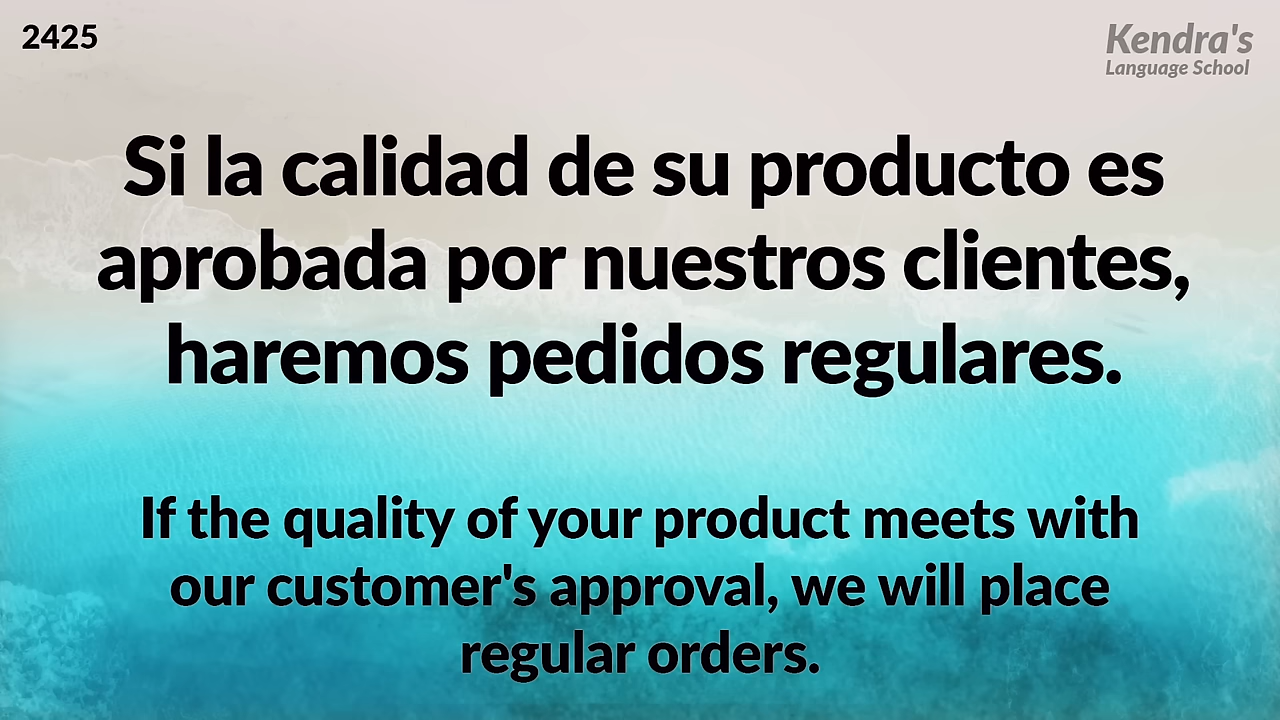 2425
Kendra's
Language School
Si la calidad de su producto es
aprobada por nuestros clientes,
haremos pedidos regulares.
If the quality of your product meets with
our customer's approval, we will place
regular orders.